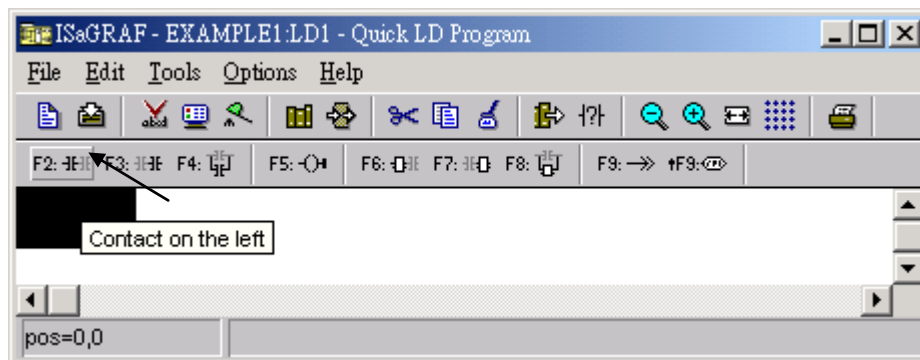 ISaGRAF - EXAMPLE1:LD1 - Quick LD Program
File Edit Tools Options Help
F2: F3: F4: F5: F6: F7: F8: F9: F9:
Contact on the left
pos=0,0